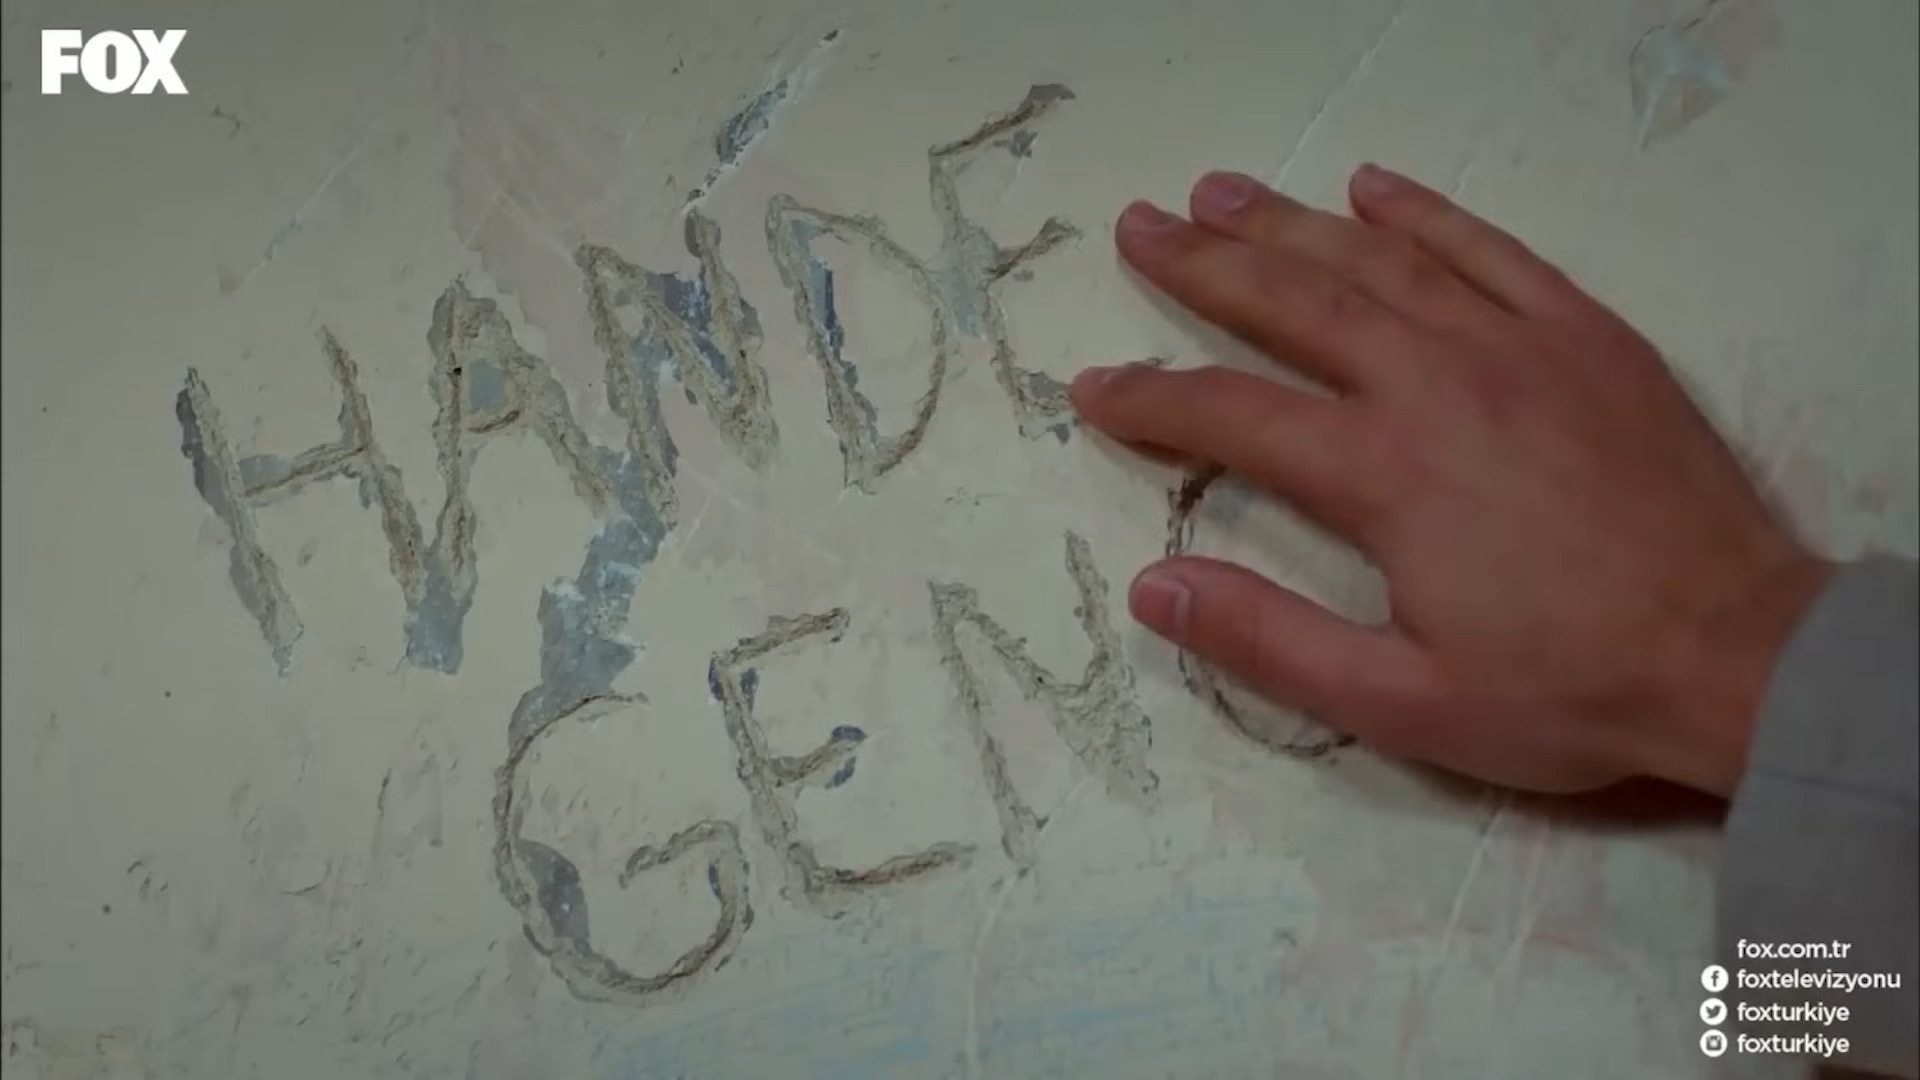 FOX
HANDE
GEN
fox.com.tr
foxtelevizyonu
foxturkiye
foxturkiye